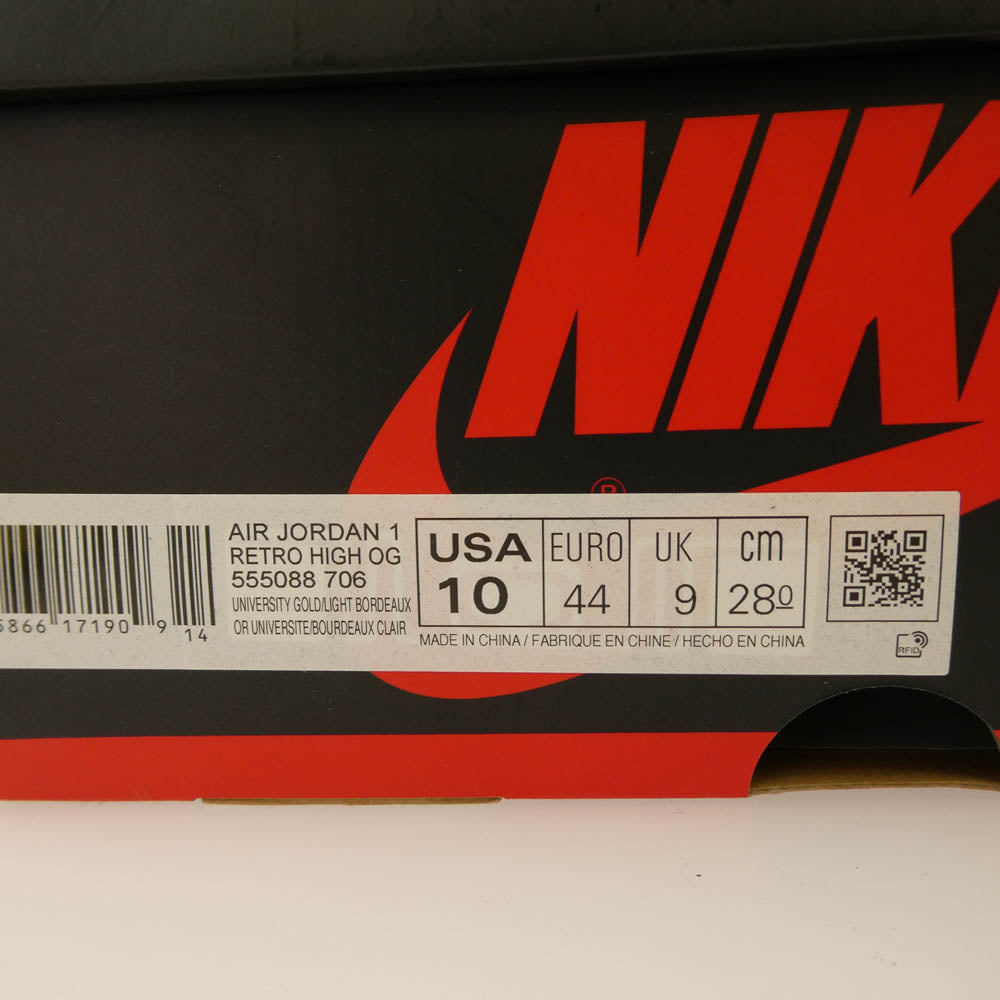 NIK
®
AIR JORDAN 1
RETRO HIGH OG
555088 706
UNIVERSITY GOLD/LIGHT BORDEAUX
OR UNIVERSITE/BOURDEAUX CLAIR
5866 17190 9 14
USA EURO UK cm
10 44 9 280
MADE IN CHINA / FABRIQUE EN CHINE / HECHO EN CHINA
RFID